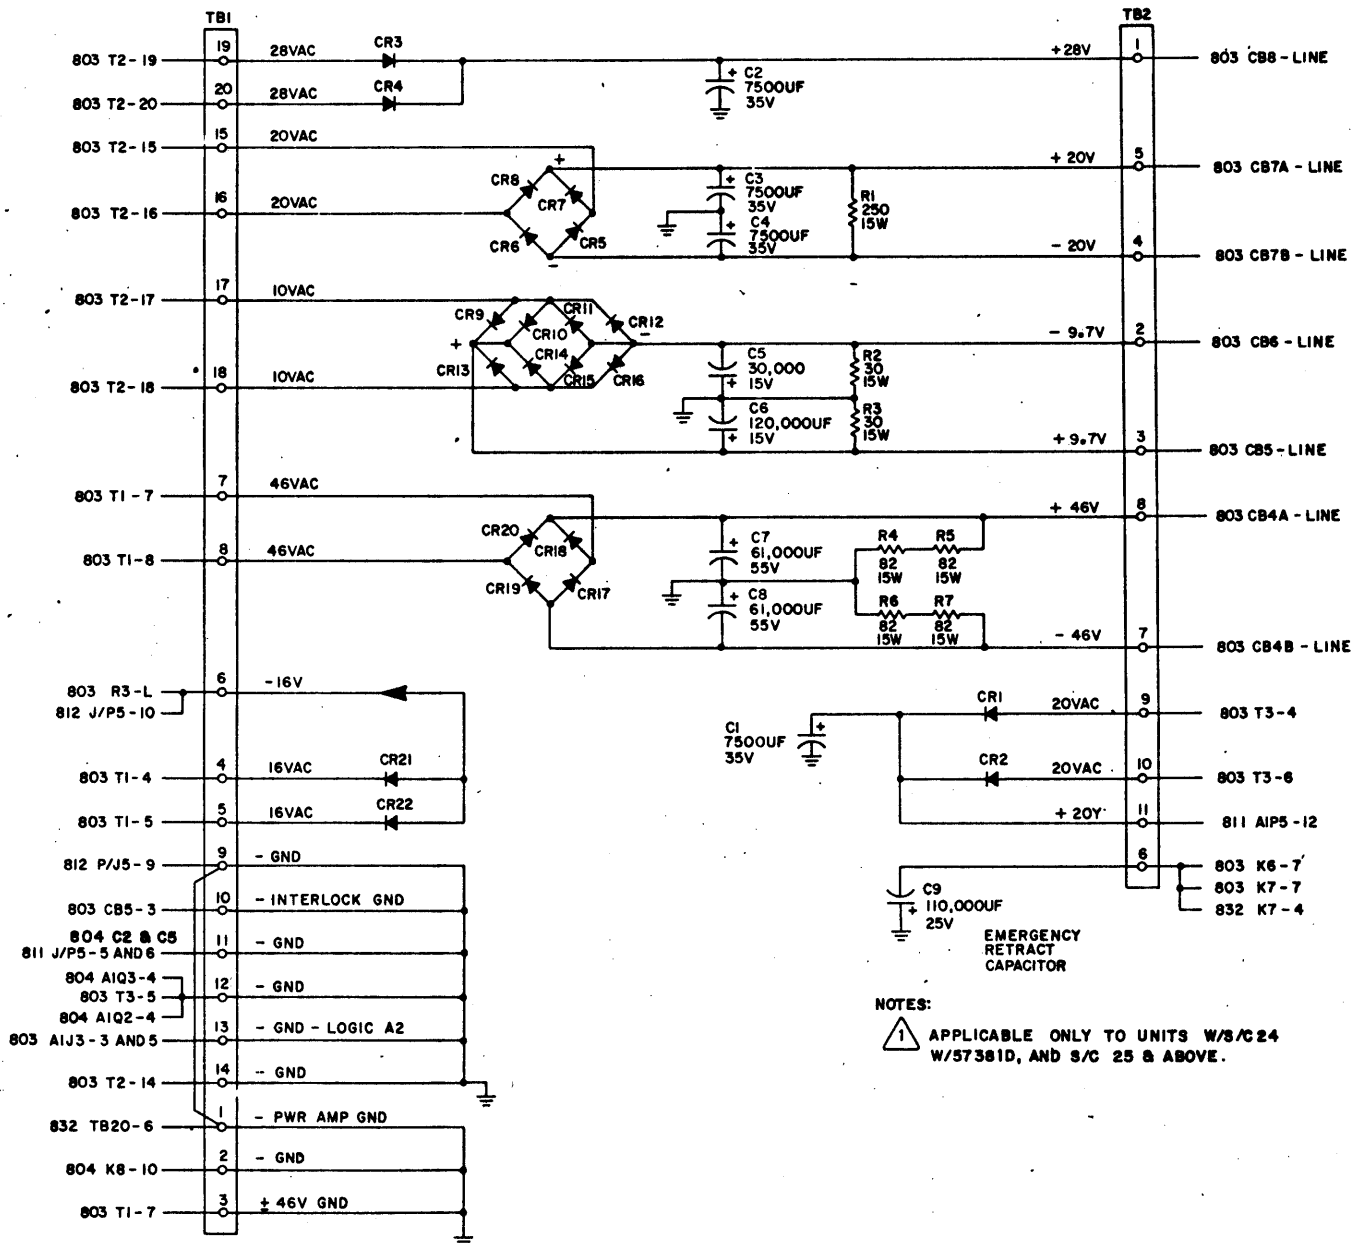 TB1
TB2
803 T2-19
19
28VAC
CR3
+28V
1
803 CB8-LINE
803 T2-20
20
28VAC
CR4
+ C2
7500UF
35V
803 T2-15
15
20VAC
803 T2-16
16
20VAC
+
CR8
CR7
CR6
CR5
-
+ C3
7500UF
35V
+ C4
7500UF
35V
R1
250
15W
+ 20V
5
803 CB7A-LINE
- 20V
4
803 CB7B-LINE
803 T2-17
17
10VAC
803 T2-18
18
10VAC
CR9
CR11
CR10
CR12
+
-
CR13
CR14
CR15
CR16
C5
30,000
+ 15V
C6
120,000UF
+ 15V
R2
30
15W
R3
30
15W
- 9.7V
2
803 CB6-LINE
+9.7V
3
803 CB5-LINE
803 T1-7
7
46VAC
803 T1-8
8
46VAC
CR20
CR18
CR19
CR17
+ C7
61,000UF
55V
+ C8
61,000UF
55V
R4
82
15W
R5
82
15W
R6
82
15W
R7
82
15W
+ 46V
8
803 CB4A-LINE
- 46V
7
803 CB4B-LINE
803 R3-L
812 J/P5-10
6
-16V
803 T1-4
4
16VAC
CR21
803 T1-5
5
16VAC
CR22
C1
7500UF
35V
+
CR1
20VAC
9
803 T3-4
CR2
20VAC
10
803 T3-6
+ 20Y
11
811 A1P5-12
6
803 K6-7
803 K7-7
832 K7-4
C9
110,000UF
+
25V
EMERGENCY
RETRACT
CAPACITOR
812 P/J5-9
9
- GND
803 CB5-3
10
- INTERLOCK GND
804 C2 & C5
811 J/P5-5 AND 6
11
- GND
804 A1Q3-4
803 T3-5
804 A1Q2-4
12
- GND
803 A1J3-3 AND 5
13
- GND - LOGIC A2
803 T2-14
14
- GND
832 TB20-6
1
- PWR AMP GND
804 K8-10
2
- GND
803 T1-7
3
± 46V GND
NOTES:
1 APPLICABLE ONLY TO UNITS W/S/C24
W/57381D, AND S/C 25 & ABOVE.